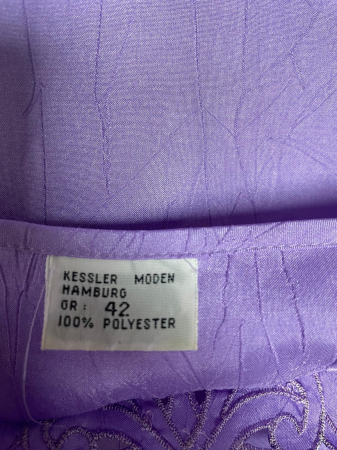 KESSLER MODEN
HAMBURG
GR: 42
100% POLYESTER